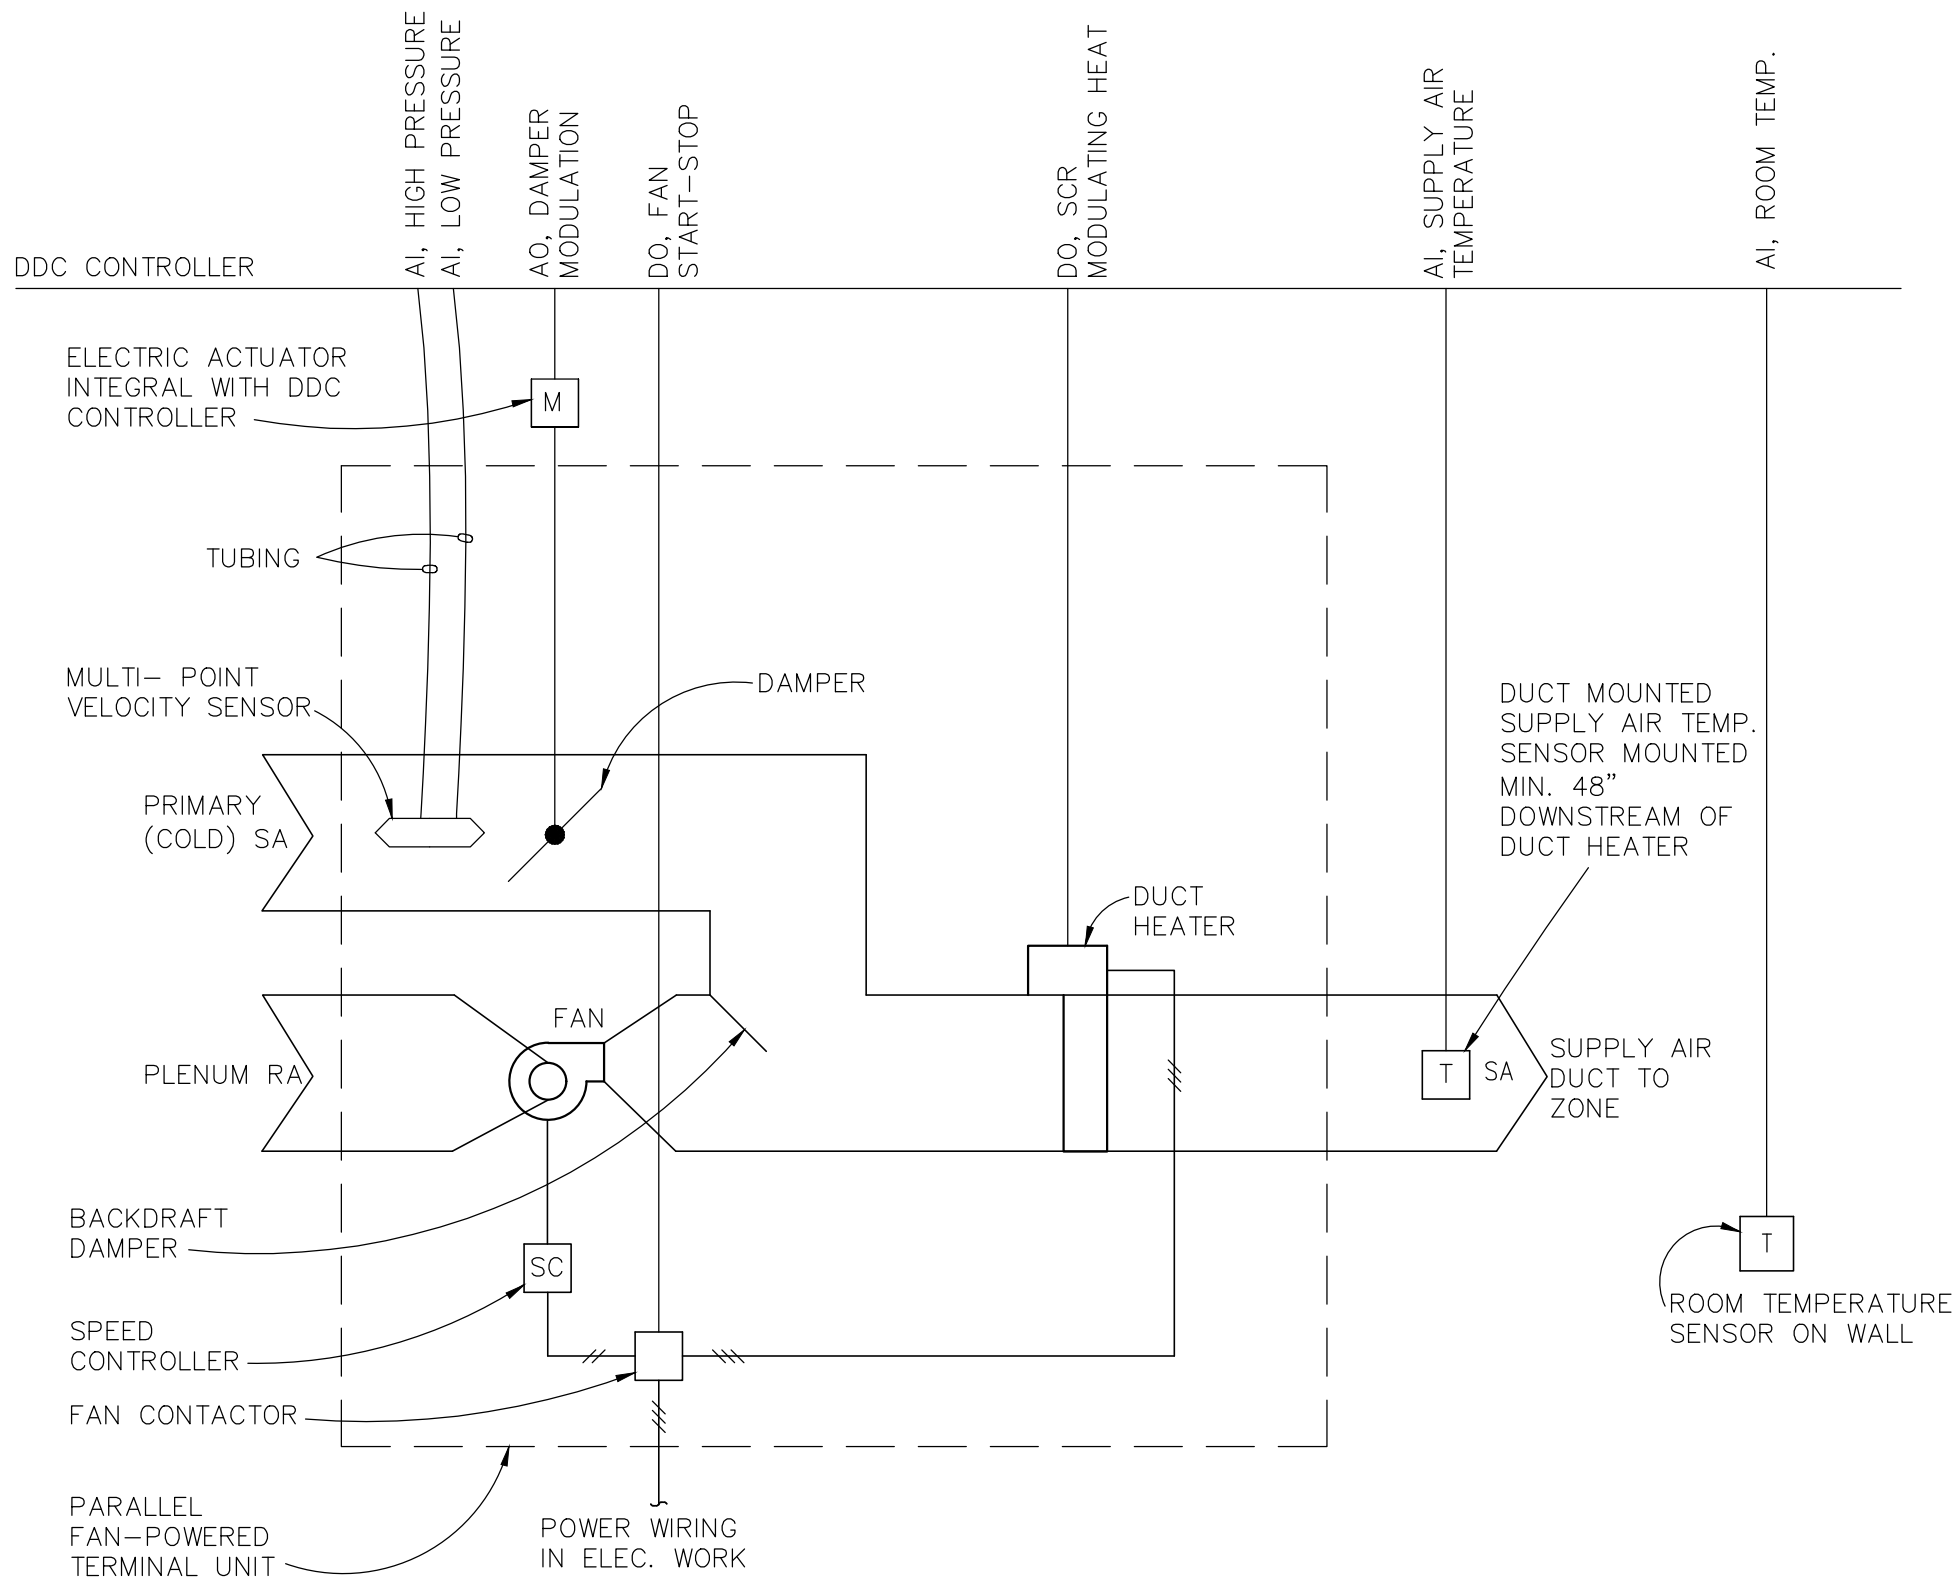 AI, HIGH PRESSURE
AI, LOW PRESSURE
AO, DAMPER
MODULATION
DO, FAN
START-STOP
DO, SCR
MODULATING HEAT
AI, SUPPLY AIR
TEMPERATURE
AI, ROOM TEMP.
DDC CONTROLLER
ELECTRIC ACTUATOR
INTEGRAL WITH DDC
CONTROLLER
M
TUBING
MULTI- POINT
VELOCITY SENSOR
DAMPER
DUCT MOUNTED
SUPPLY AIR TEMP.
SENSOR MOUNTED
MIN. 48"
DOWNSTREAM OF
DUCT HEATER
PRIMARY
(COLD) SA
DUCT
HEATER
FAN
PLENUM RA
T
SA
SUPPLY AIR
DUCT TO
ZONE
BACKDRAFT
DAMPER
SC
T
ROOM TEMPERATURE
SENSOR ON WALL
SPEED
CONTROLLER
FAN CONTACTOR
PARALLEL
FAN-POWERED
TERMINAL UNIT
POWER WIRING
IN ELEC. WORK